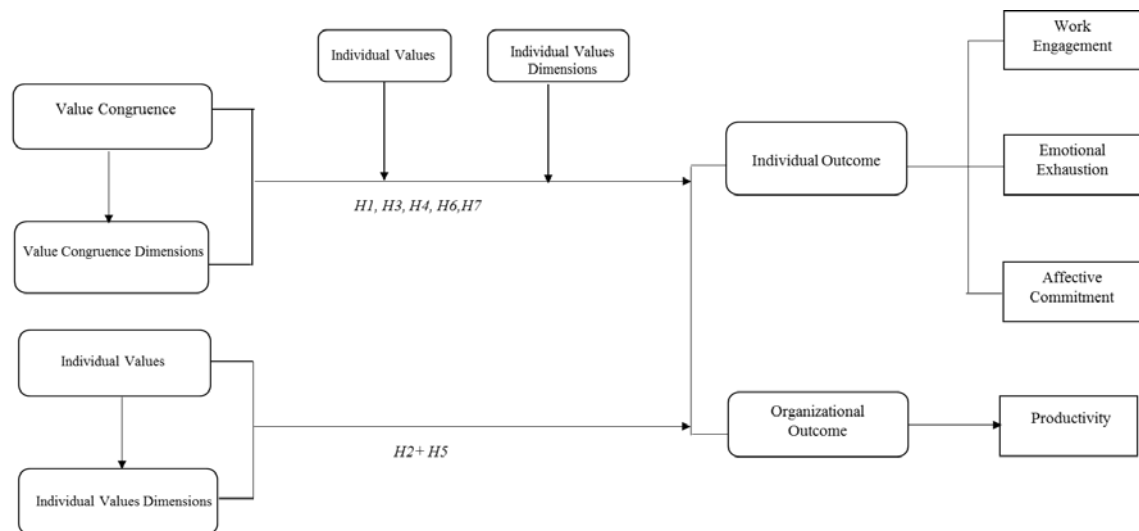 Work
Engagement
Individual Values
Individual Values
Dimensions
Value Congruence
Individual Outcome
Emotional
Exhaustion
H1, H3, H4, H6,H7
Value Congruence Dimensions
Affective
Commitment
Individual Values
Organizational
Outcome
Productivity
H2+ H5
Individual Values Dimensions